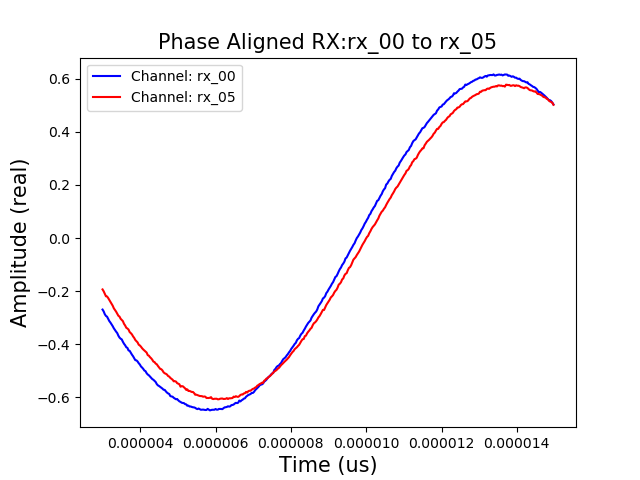 Phase Aligned RX:rx_00 to rx_05
Channel: rx_00
Channel: rx_05
Amplitude (real)
0.6
0.4
0.2
0.0
−0.2
−0.4
−0.6
0.000004 0.000006 0.000008 0.000010 0.000012 0.000014
Time (us)